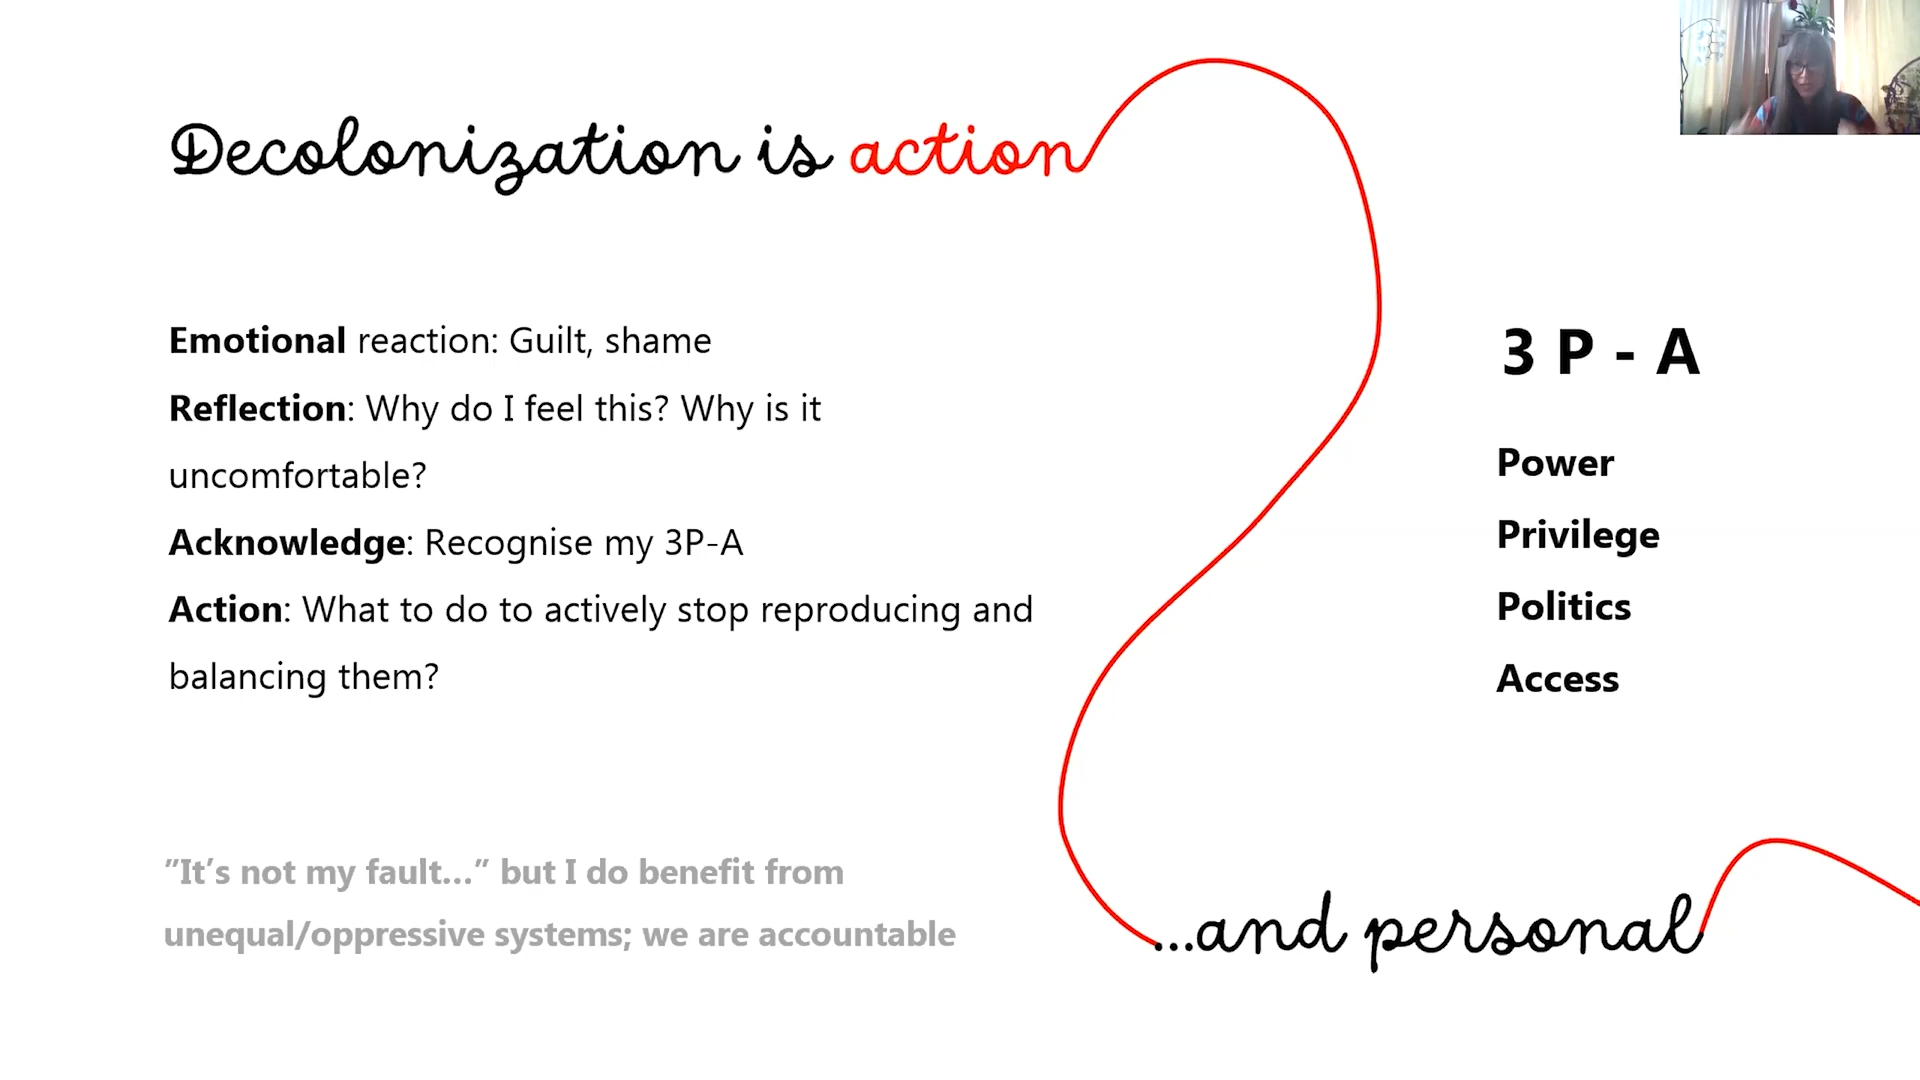 Decolonization is action
Emotional reaction: Guilt, shame
Reflection: Why do I feel this? Why is it
uncomfortable?
Acknowledge: Recognise my 3P-A
Action: What to do to actively stop reproducing and
balancing them?
3 P - A
Power
Privilege
Politics
Access
”It’s not my fault…” but I do benefit from
unequal/oppressive systems; we are accountable
...and personal